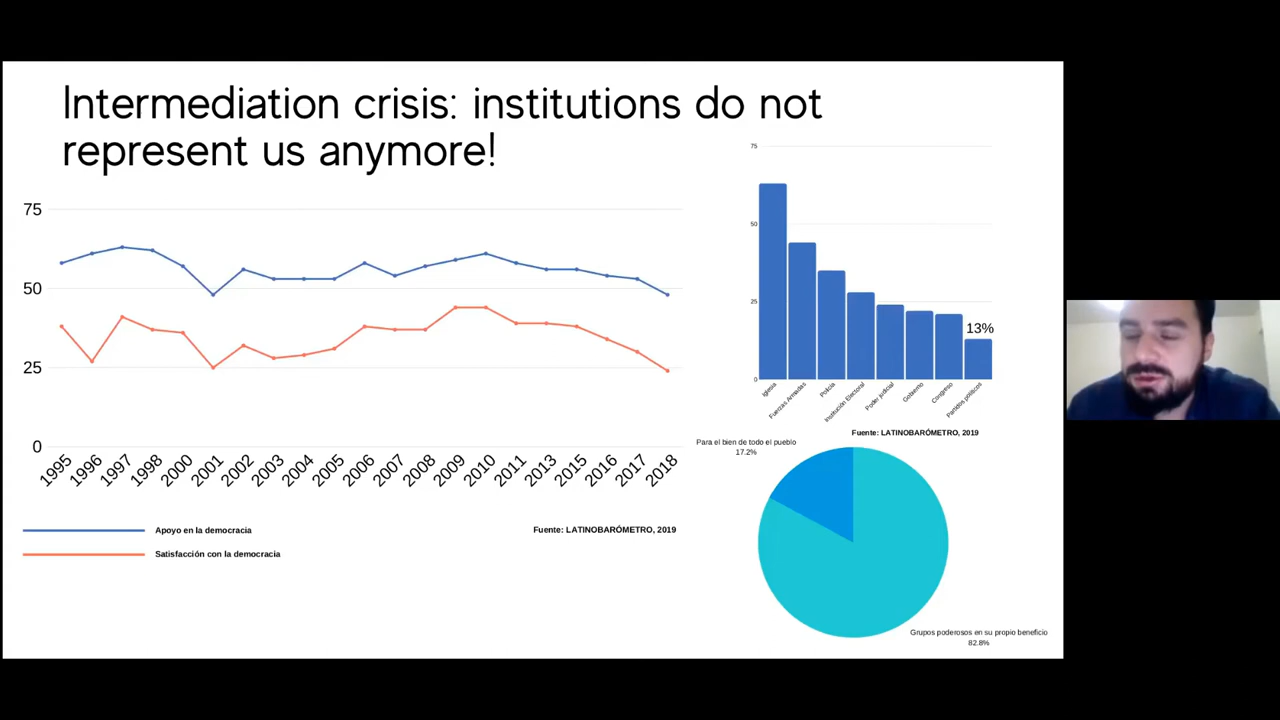 Intermediation crisis: institutions do not
represent us anymore!
75
50
25
0
1995
1996
1997
1998
2000
2001
2002
2003
2004
2005
2006
2007
2008
2009
2010
2011
2013
2015
2016
2017
2018
Apoyo en la democracia
Satisfacción con la democracia
Fuente: LATINOBARÓMETRO, 2019
75
50
25
0
13%
Iglesia
Fuerzas Armadas
Policía
Institución Electoral
Poder judicial
Gobierno
Congreso
Partidos políticos
Fuente: LATINOBARÓMETRO, 2019
Para el bien de todo el pueblo
17.2%
Grupos poderosos en su propio beneficio
82.8%